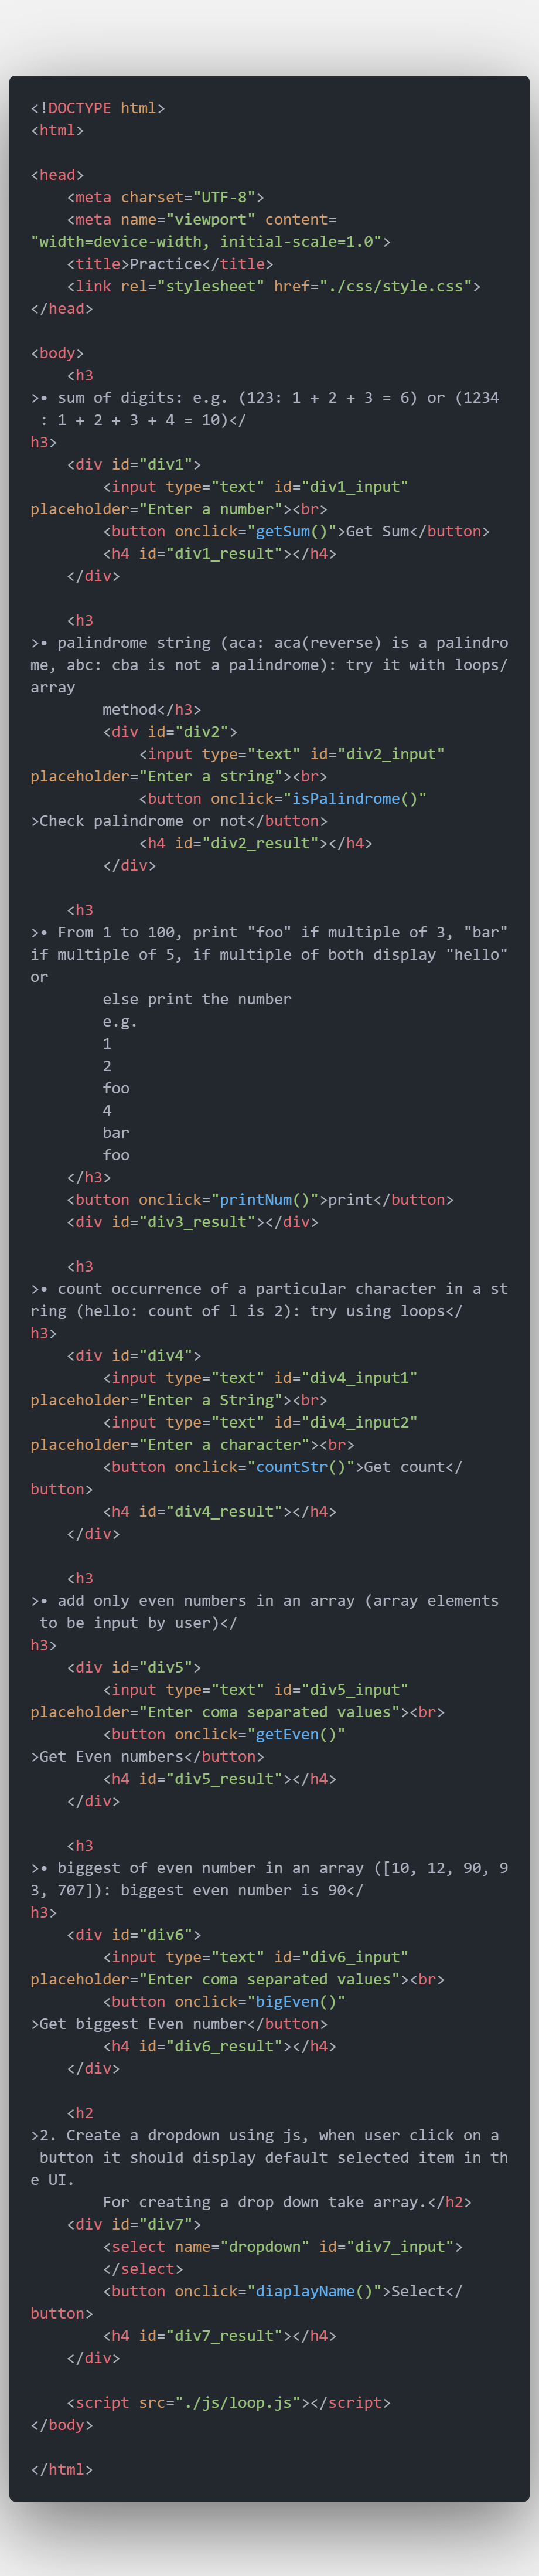 <!DOCTYPE html>
<html>
<head>
    <meta charset="UTF-8">
    <meta name="viewport" content=
"width=device-width, initial-scale=1.0">
    <title>Practice</title>
    <link rel="stylesheet" href="./css/style.css">
</head>
<body>
    <h3
>• sum of digits: e.g. (123: 1 + 2 + 3 = 6) or (1234
 : 1 + 2 + 3 + 4 = 10)</
h3>
    <div id="div1">
        <input type="text" id="div1_input"
placeholder="Enter a number"><br>
        <button onclick="getSum()">Get Sum</button>
        <h4 id="div1_result"></h4>
    </div>
    <h3
>• palindrome string (aca: aca(reverse) is a palindro
me, abc: cba is not a palindrome): try it with loops/
array
        method</h3>
        <div id="div2">
            <input type="text" id="div2_input"
placeholder="Enter a string"><br>
            <button onclick="isPalindrome()"
>Check palindrome or not</button>
            <h4 id="div2_result"></h4>
        </div>
    <h3
>• From 1 to 100, print "foo" if multiple of 3, "bar"
if multiple of 5, if multiple of both display "hello"
or
        else print the number
        e.g.
        1
        2
        foo
        4
        bar
        foo
    </h3>
    <button onclick="printNum()">print</button>
    <div id="div3_result"></div>
    <h3
>• count occurrence of a particular character in a st
ring (hello: count of l is 2): try using loops</
h3>
    <div id="div4">
        <input type="text" id="div4_input1"
placeholder="Enter a String"><br>
        <input type="text" id="div4_input2"
placeholder="Enter a character"><br>
        <button onclick="countStr()">Get count</
button>
        <h4 id="div4_result"></h4>
    </div>
    <h3
>• add only even numbers in an array (array elements
 to be input by user)</
h3>
    <div id="div5">
        <input type="text" id="div5_input"
placeholder="Enter coma separated values"><br>
        <button onclick="getEven()"
>Get Even numbers</button>
        <h4 id="div5_result"></h4>
    </div>
    <h3
>• biggest of even number in an array ([10, 12, 90, 9
3, 707]): biggest even number is 90</
h3>
    <div id="div6">
        <input type="text" id="div6_input"
placeholder="Enter coma separated values"><br>
        <button onclick="bigEven()"
>Get biggest Even number</button>
        <h4 id="div6_result"></h4>
    </div>
    <h2
>2. Create a dropdown using js, when user click on a
 button it should display default selected item in th
e UI.
        For creating a drop down take array.</h2>
    <div id="div7">
        <select name="dropdown" id="div7_input">
        </select>
        <button onclick="diaplayName()">Select</
button>
        <h4 id="div7_result"></h4>
    </div>
    <script src="./js/loop.js"></script>
</body>
</html>